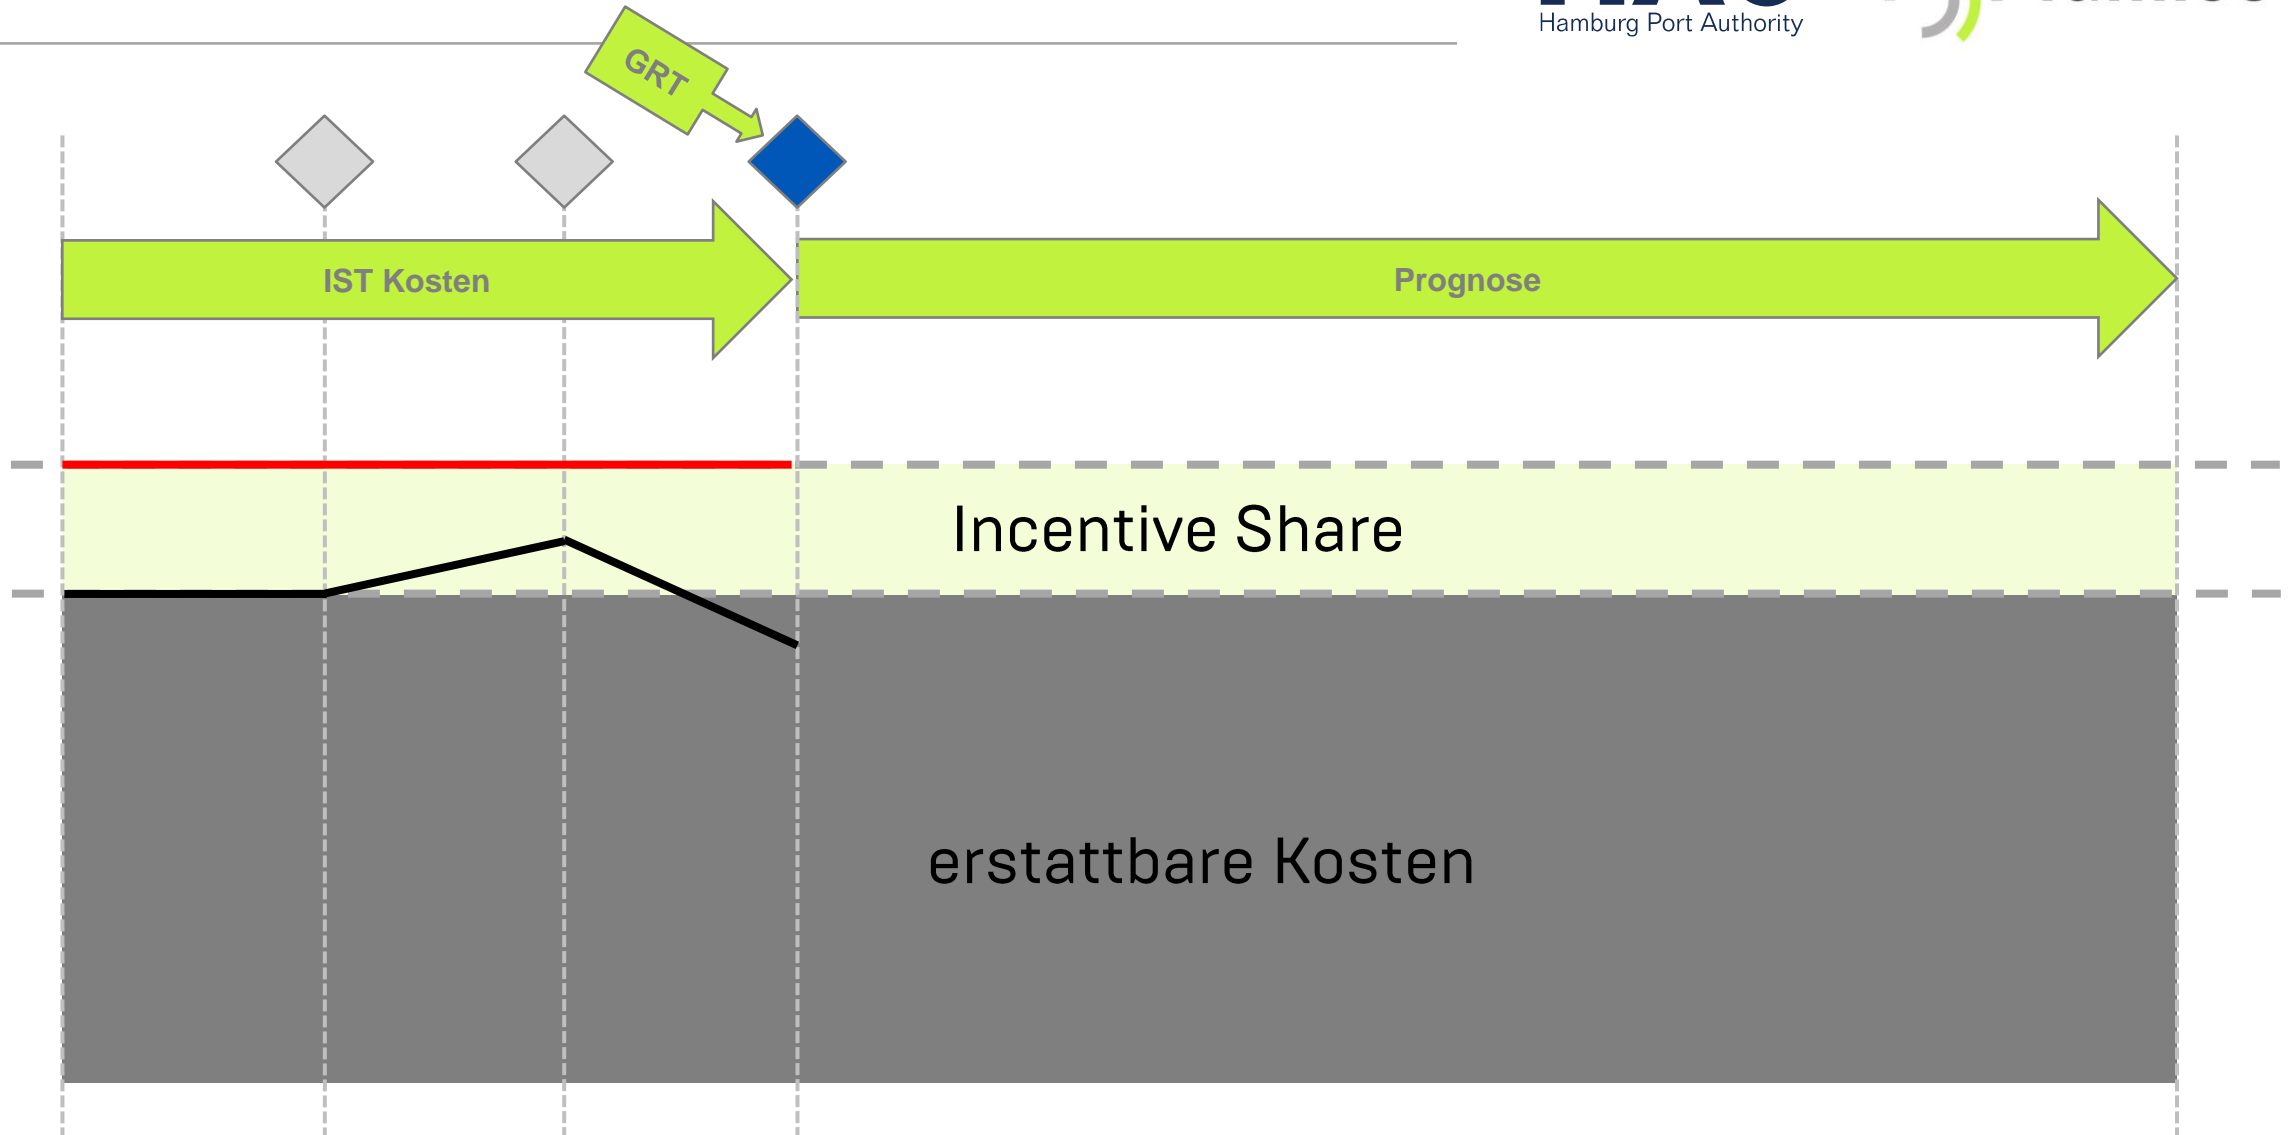 Hamburg Port Authority
GRT
IST Kosten
Prognose
Incentive Share
erstattbare Kosten